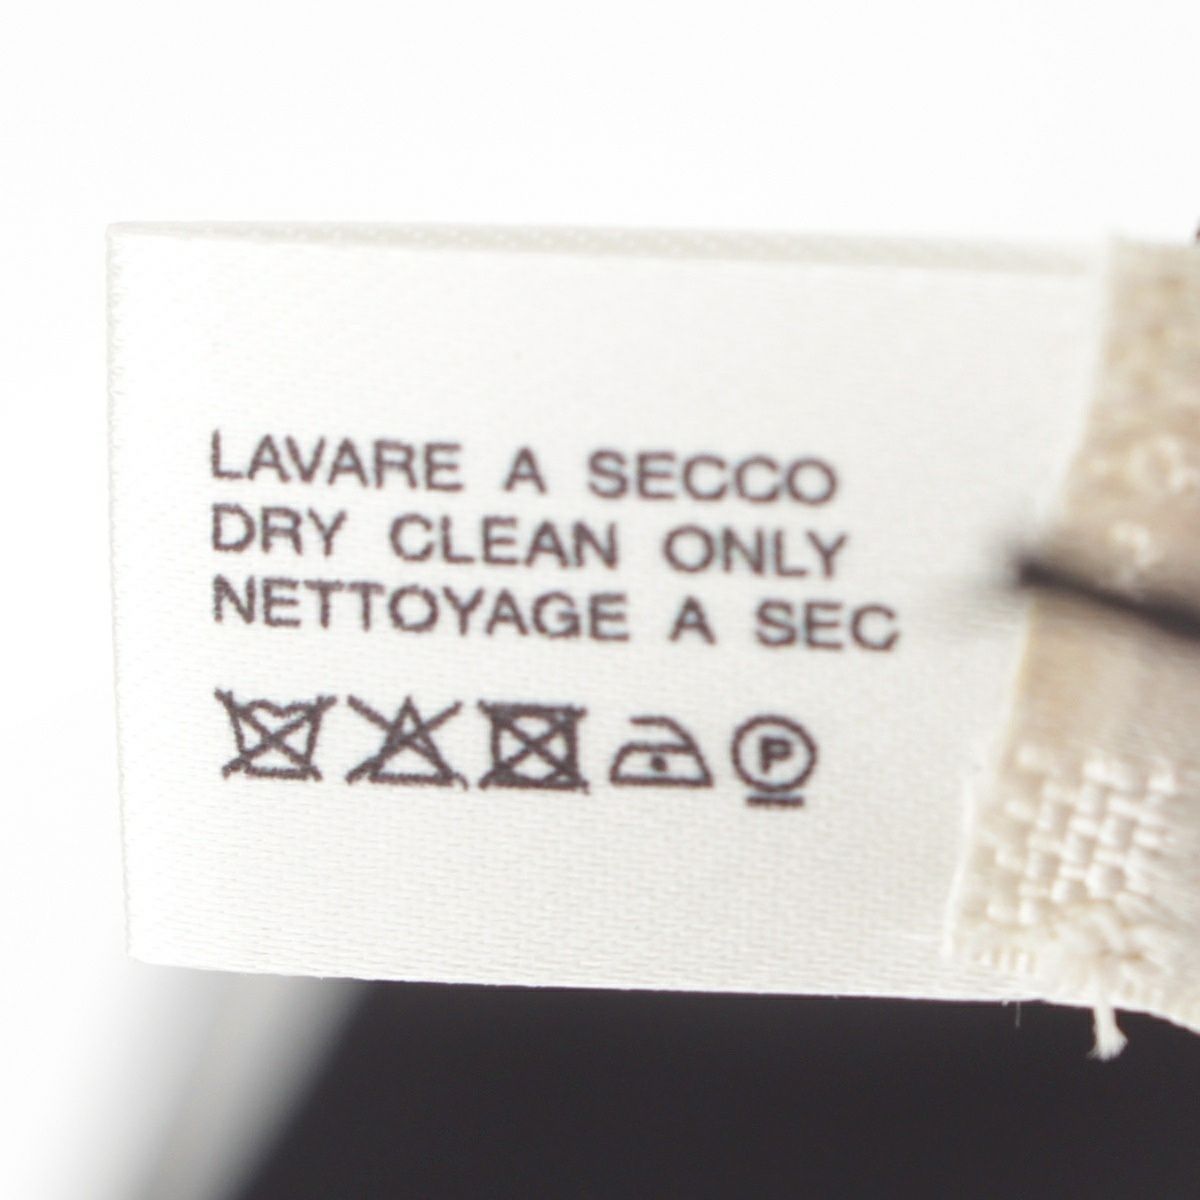 LAVARE A SECCO
DRY CLEAN ONLY
NETTOYAGE A SEC
P